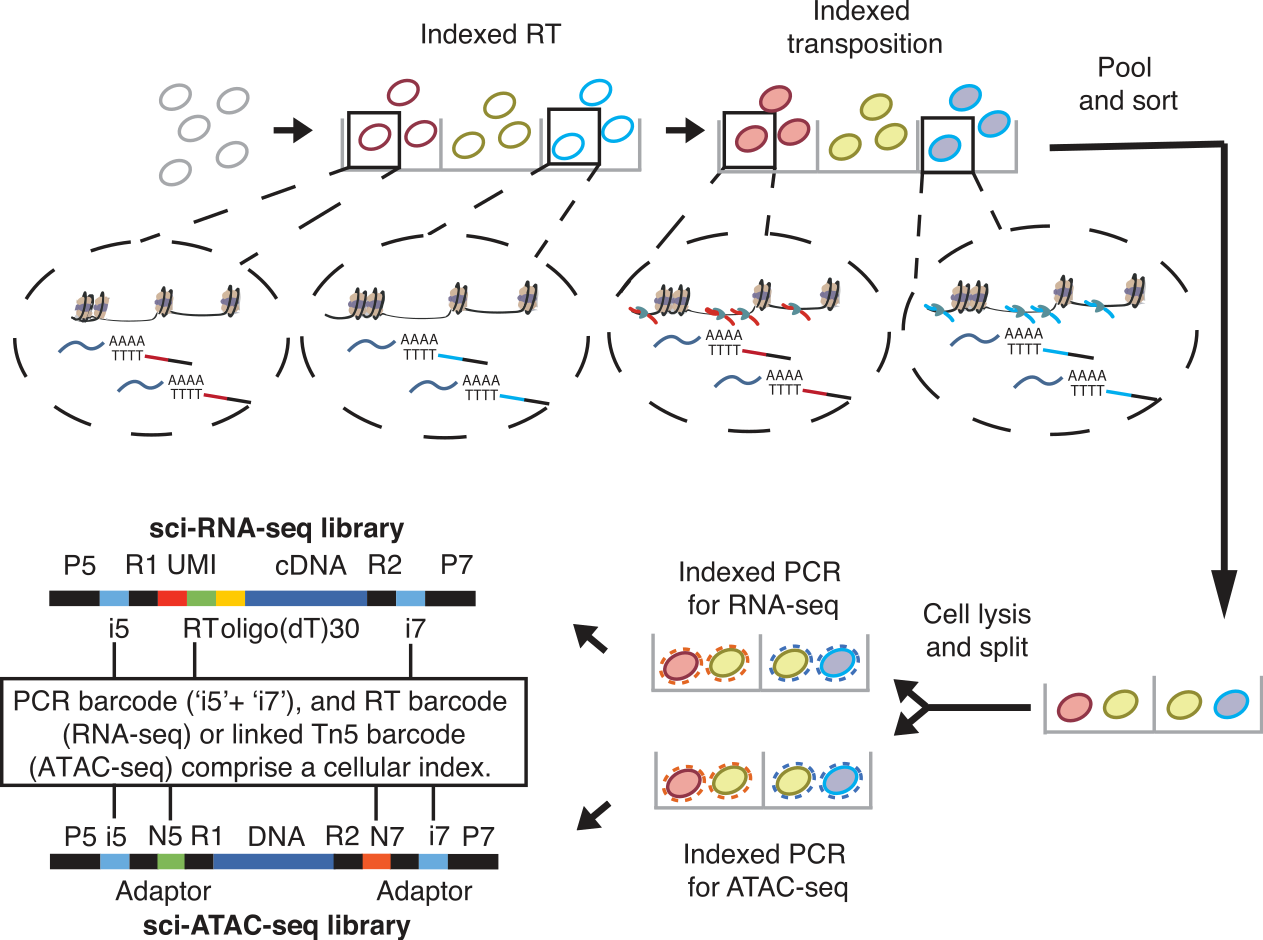 Indexed RT
Indexed
transposition
Pool
and sort
AAAA
TTTT
AAAA
TTTT
AAAA
TTTT
AAAA
TTTT
AAAA
TTTT
AAAA
TTTT
AAAA
TTTT
AAAA
TTTT
sci-RNA-seq library
P5 R1 UMI cDNA R2 P7
i5 RT oligo(dT)30 i7
PCR barcode (‘i5’+ ‘i7’), and RT barcode
(RNA-seq) or linked Tn5 barcode
(ATAC-seq) comprise a cellular index.
P5 i5 N5 R1 DNA R2 N7 i7 P7
Adaptor Adaptor
sci-ATAC-seq library
Indexed PCR
for RNA-seq
Cell lysis
and split
Indexed PCR
for ATAC-seq